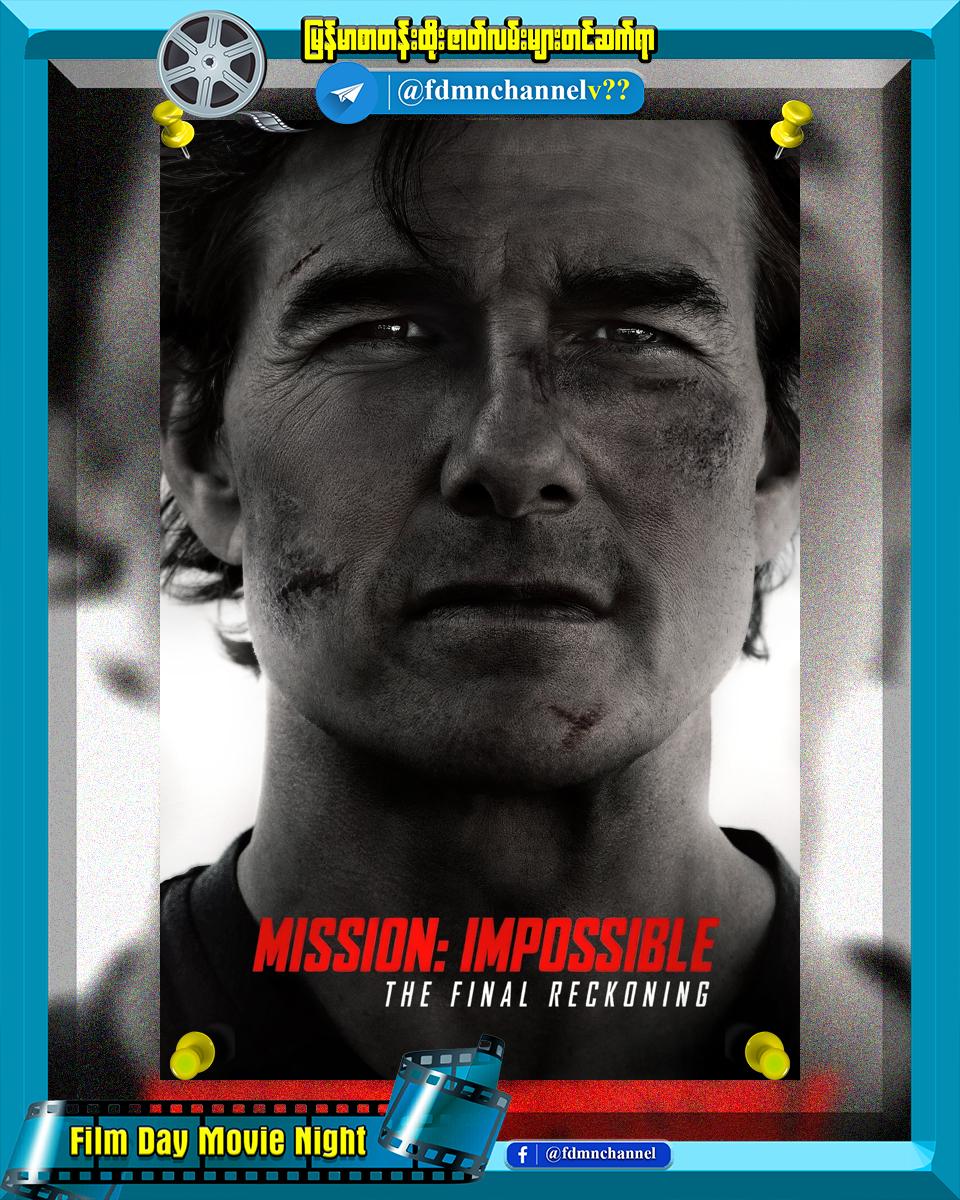 မြန်မာစာတန်းထိုးဇာတ်လမ်းများတင်ဆက်ရာ
@fdmnchannelv??
MISSION: IMPOSSIBLE
THE FINAL RECKONING
Film Day Movie Night
@fdmnchannel